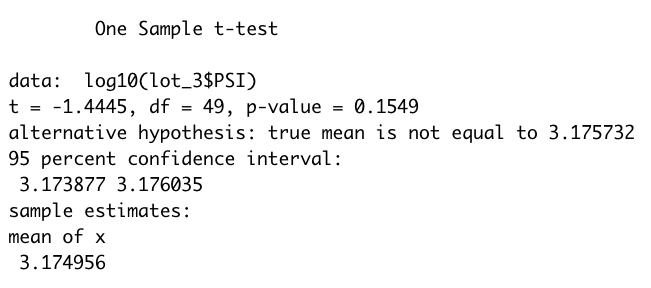 One Sample t-test
data:  log10(lot_3$PSI)
t = -1.4445, df = 49, p-value = 0.1549
alternative hypothesis: true mean is not equal to 3.175732
95 percent confidence interval:
3.173877 3.176035
sample estimates:
mean of x
3.174956